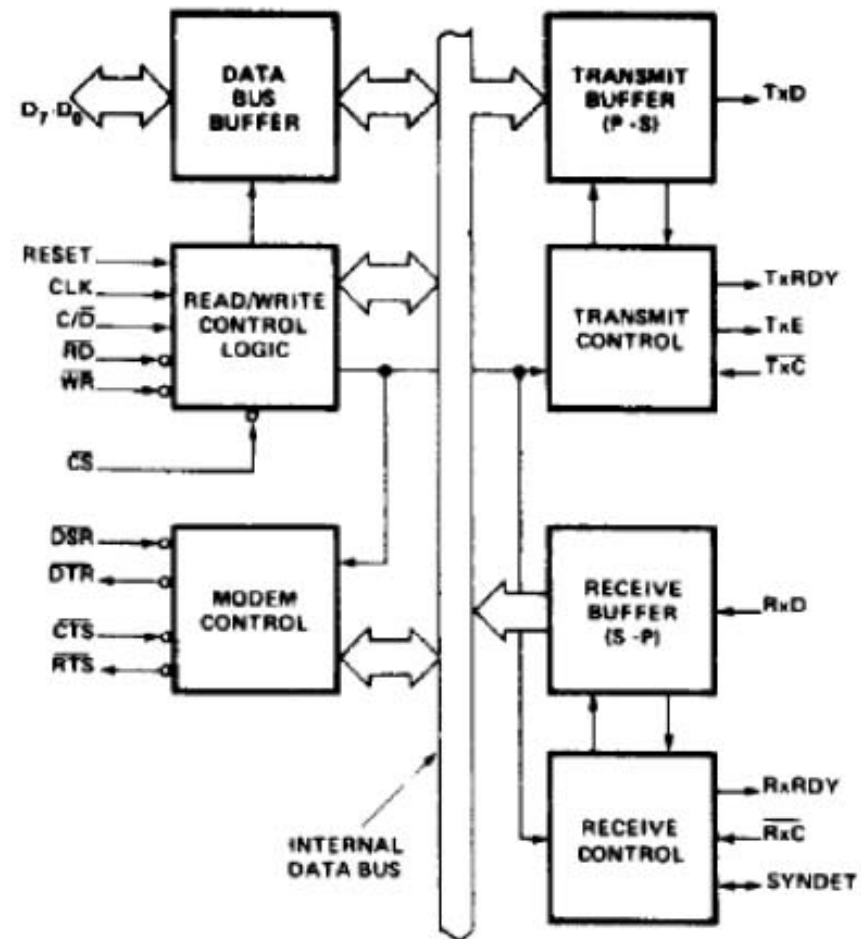 DATA
BUS
BUFFER
D₇-D₀
TRANSMIT
BUFFER
(P-S)
TxD
RESET
CLK
C/D̅
R̅D̅
W̅R̅
C̅S̅
READ/WRITE
CONTROL
LOGIC
TRANSMIT
CONTROL
TxRDY
TxE
T̅x̅C̅
D̅S̅R̅
D̅T̅R̅
C̅T̅S̅
R̅T̅S̅
MODEM
CONTROL
RECEIVE
BUFFER
(S-P)
RxD
INTERNAL
DATA BUS
RECEIVE
CONTROL
RxRDY
R̅x̅C̅
SYNDET